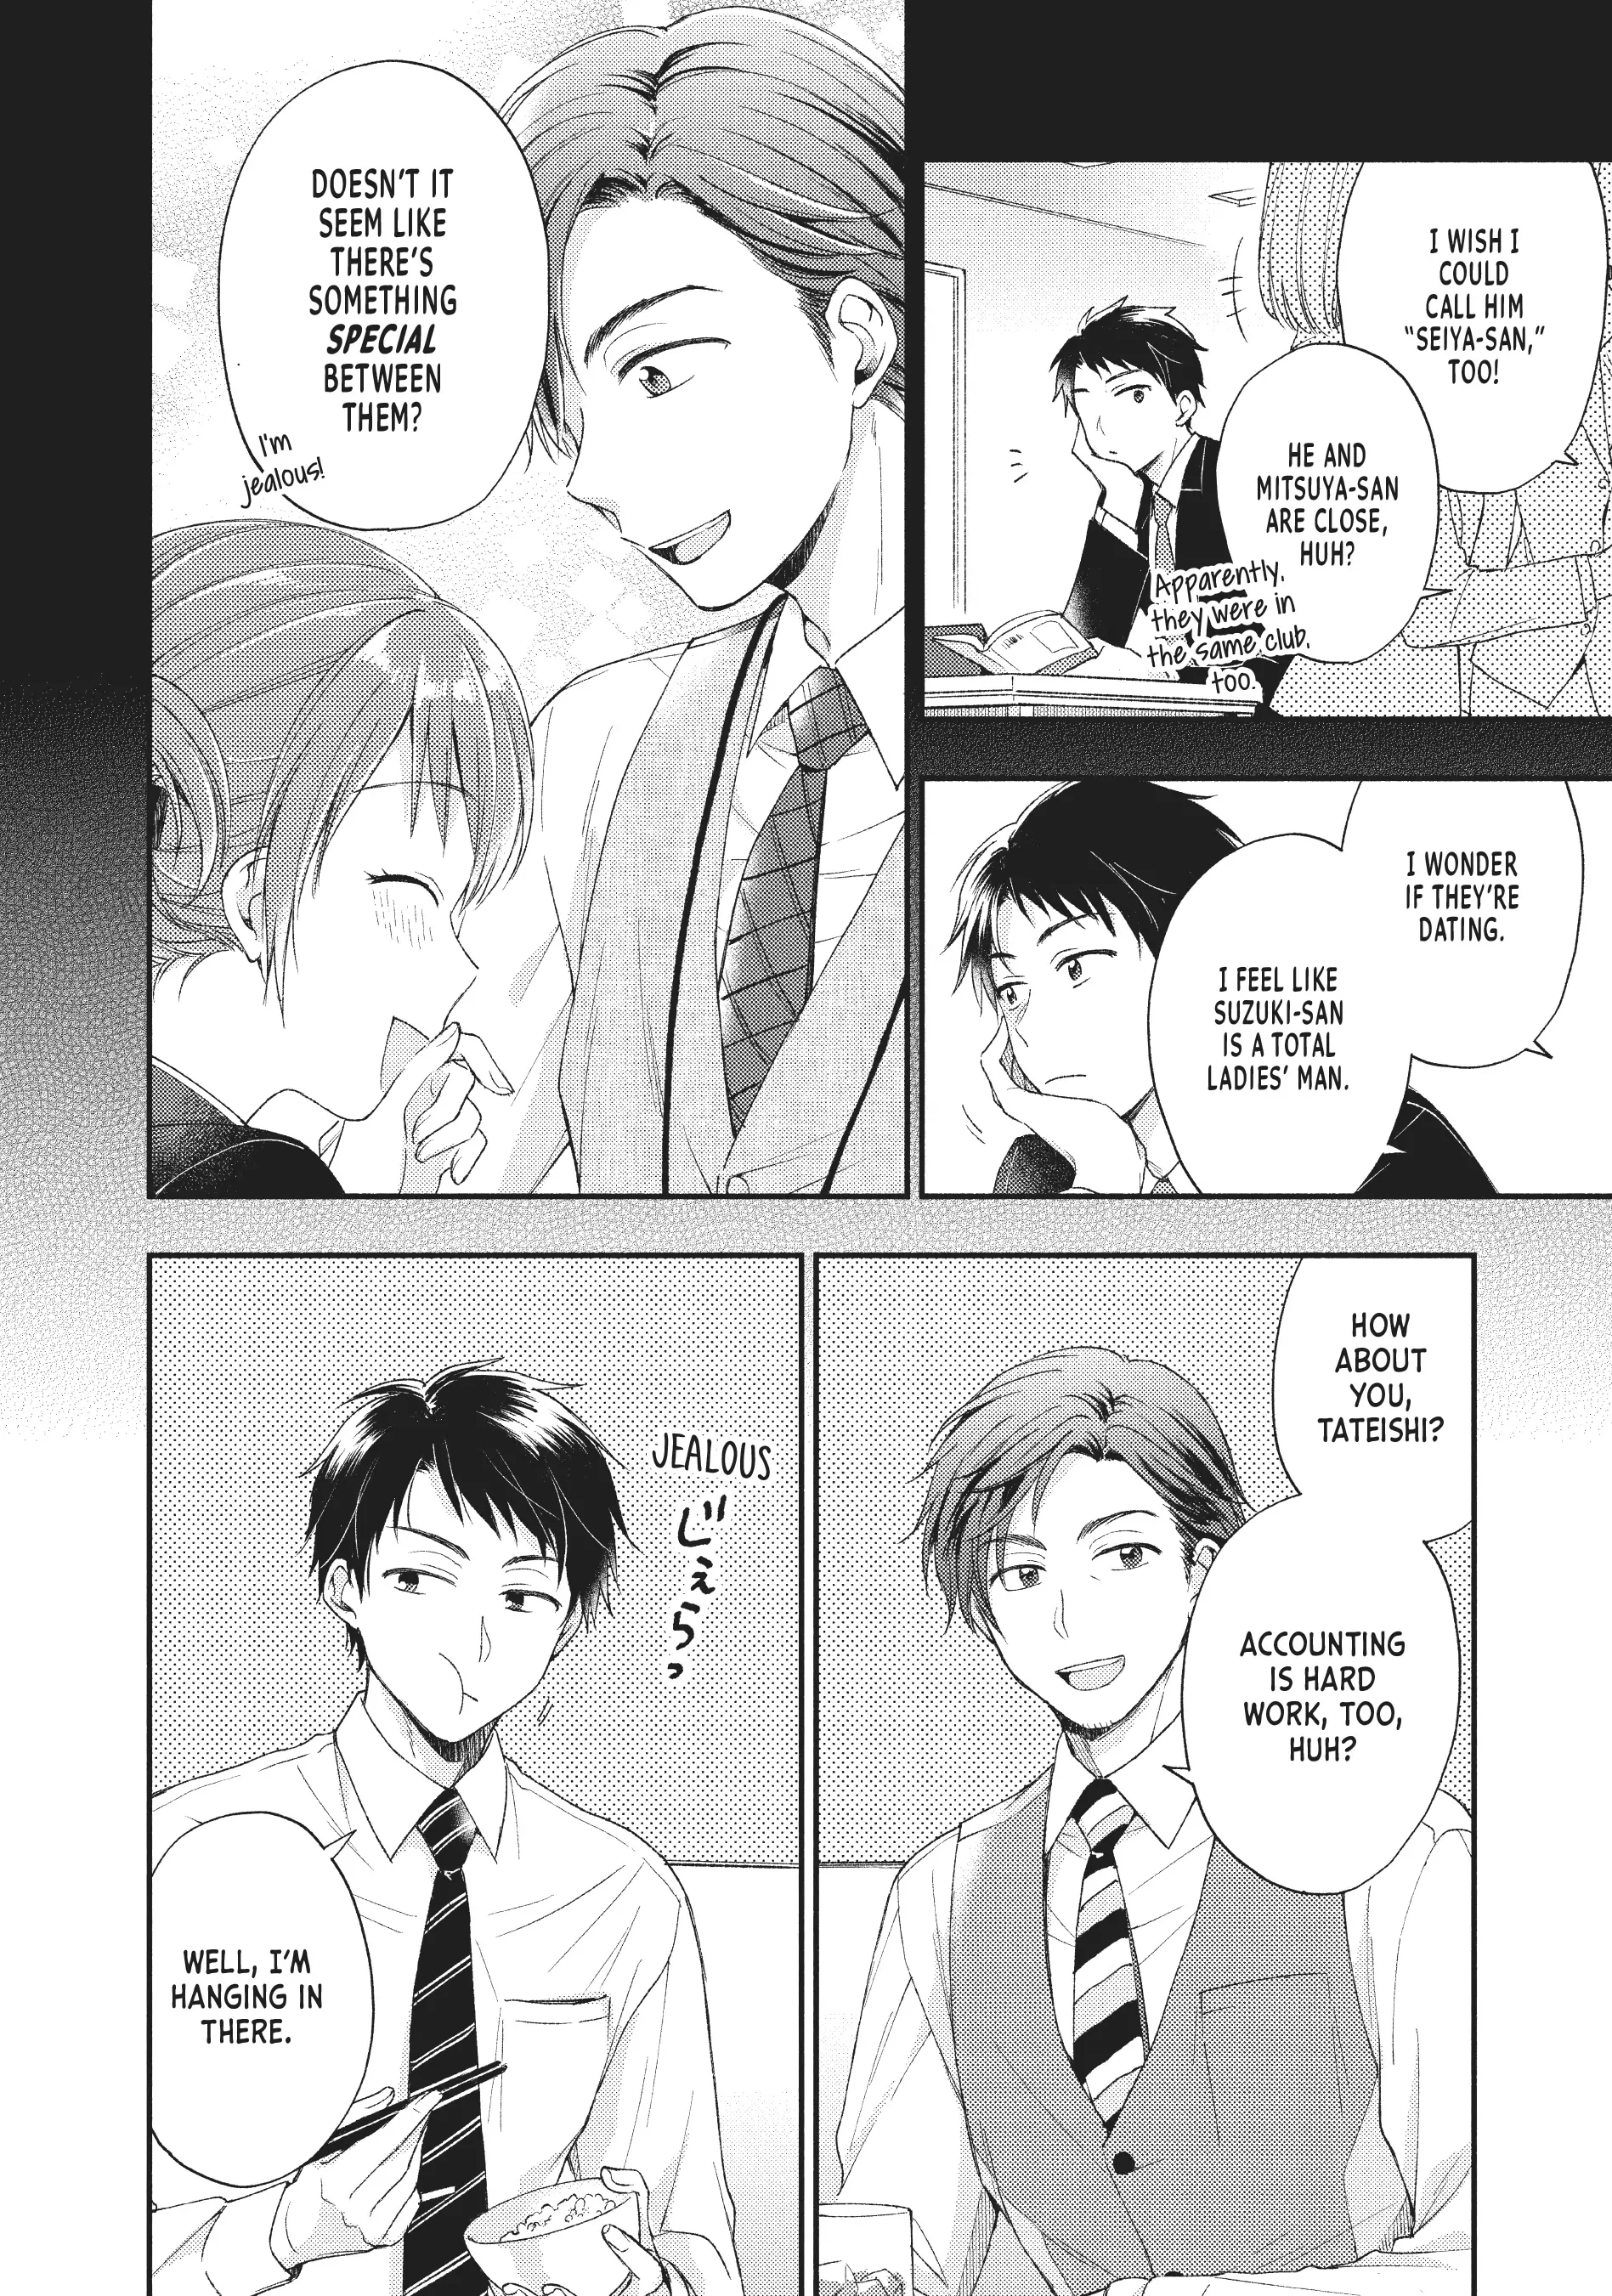 I WISH I
COULD
CALL HIM
“SEIYA-SAN,”
TOO!
HE AND
MITSUYA-SAN
ARE CLOSE,
HUH?
Apparently,
they were in
the same club,
too.
I WONDER
IF THEY’RE
DATING.
I FEEL LIKE
SUZUKI-SAN
IS A TOTAL
LADIES’ MAN.
DOESN’T IT
SEEM LIKE
THERE’S
SOMETHING
SPECIAL
BETWEEN
THEM?
I'm
jealous!
HOW
ABOUT
YOU,
TATEISHI?
ACCOUNTING
IS HARD
WORK, TOO,
HUH?
JEALOUS
じぇらっ
WELL, I’M
HANGING IN
THERE.